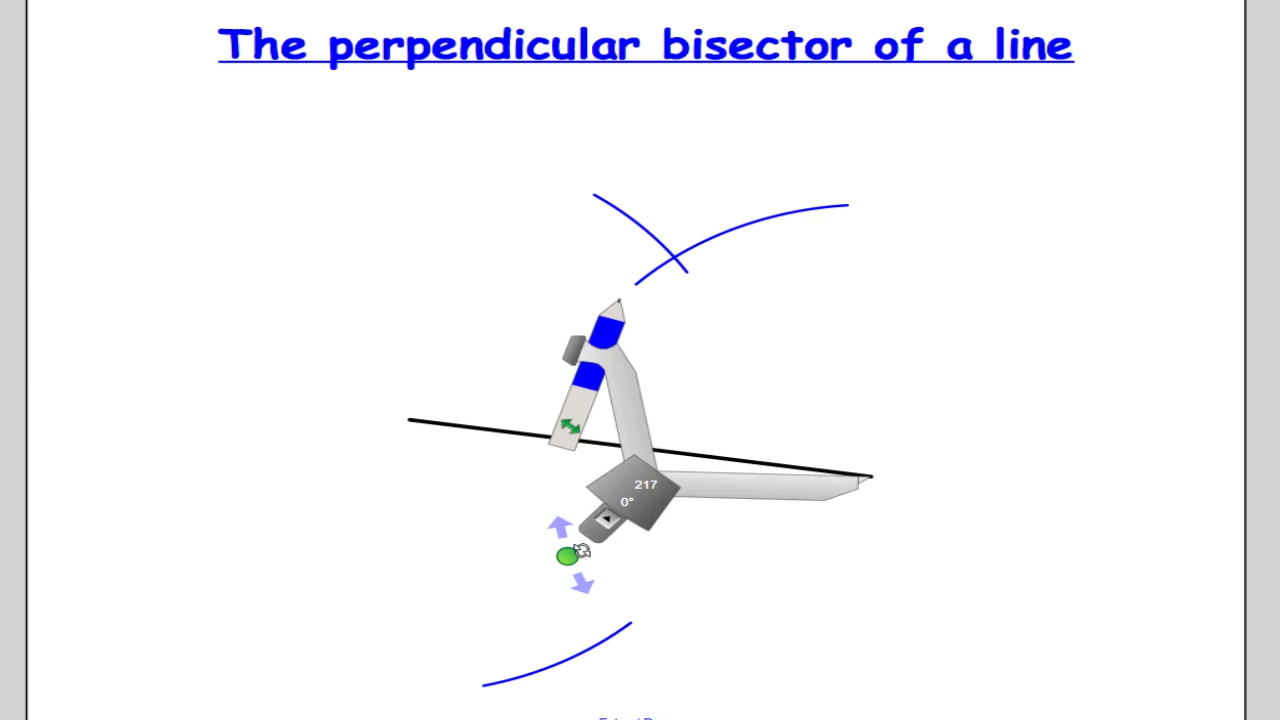 The perpendicular bisector of a line
217
0°